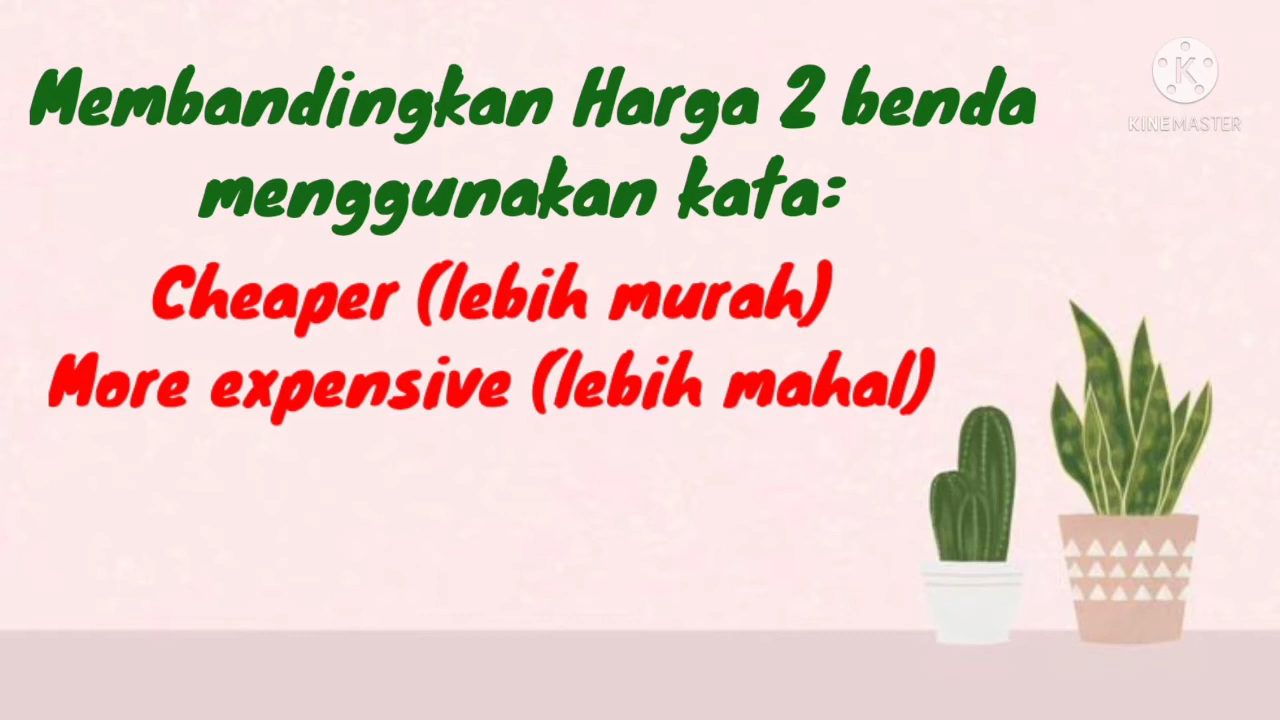 Membandingkan Harga 2 benda
menggunakan kata:
Cheaper (lebih murah)
More expensive (lebih mahal)
K
KINEMASTER